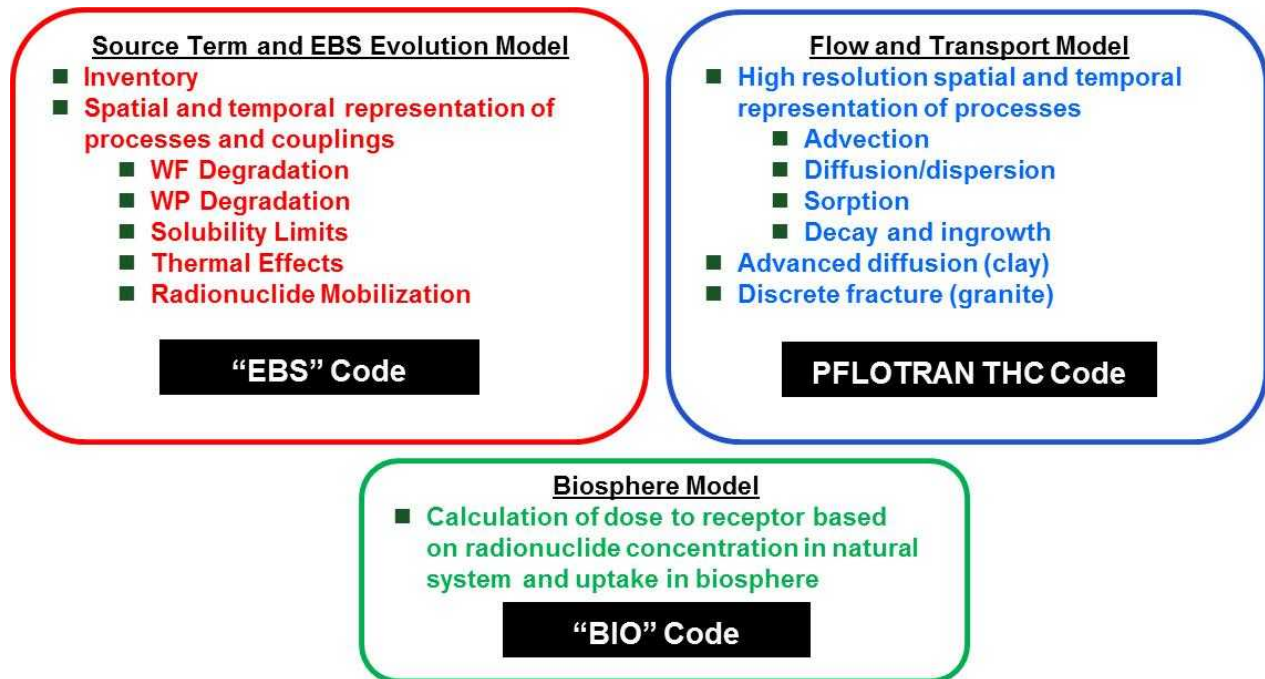 Source Term and EBS Evolution Model
Inventory
Spatial and temporal representation of
processes and couplings
WF Degradation
WP Degradation
Solubility Limits
Thermal Effects
Radionuclide Mobilization
“EBS” Code
Flow and Transport Model
High resolution spatial and temporal
representation of processes
Advection
Diffusion/dispersion
Sorption
Decay and ingrowth
Advanced diffusion (clay)
Discrete fracture (granite)
PFLOTRAN THC Code
Biosphere Model
Calculation of dose to receptor based
on radionuclide concentration in natural
system and uptake in biosphere
“BIO” Code